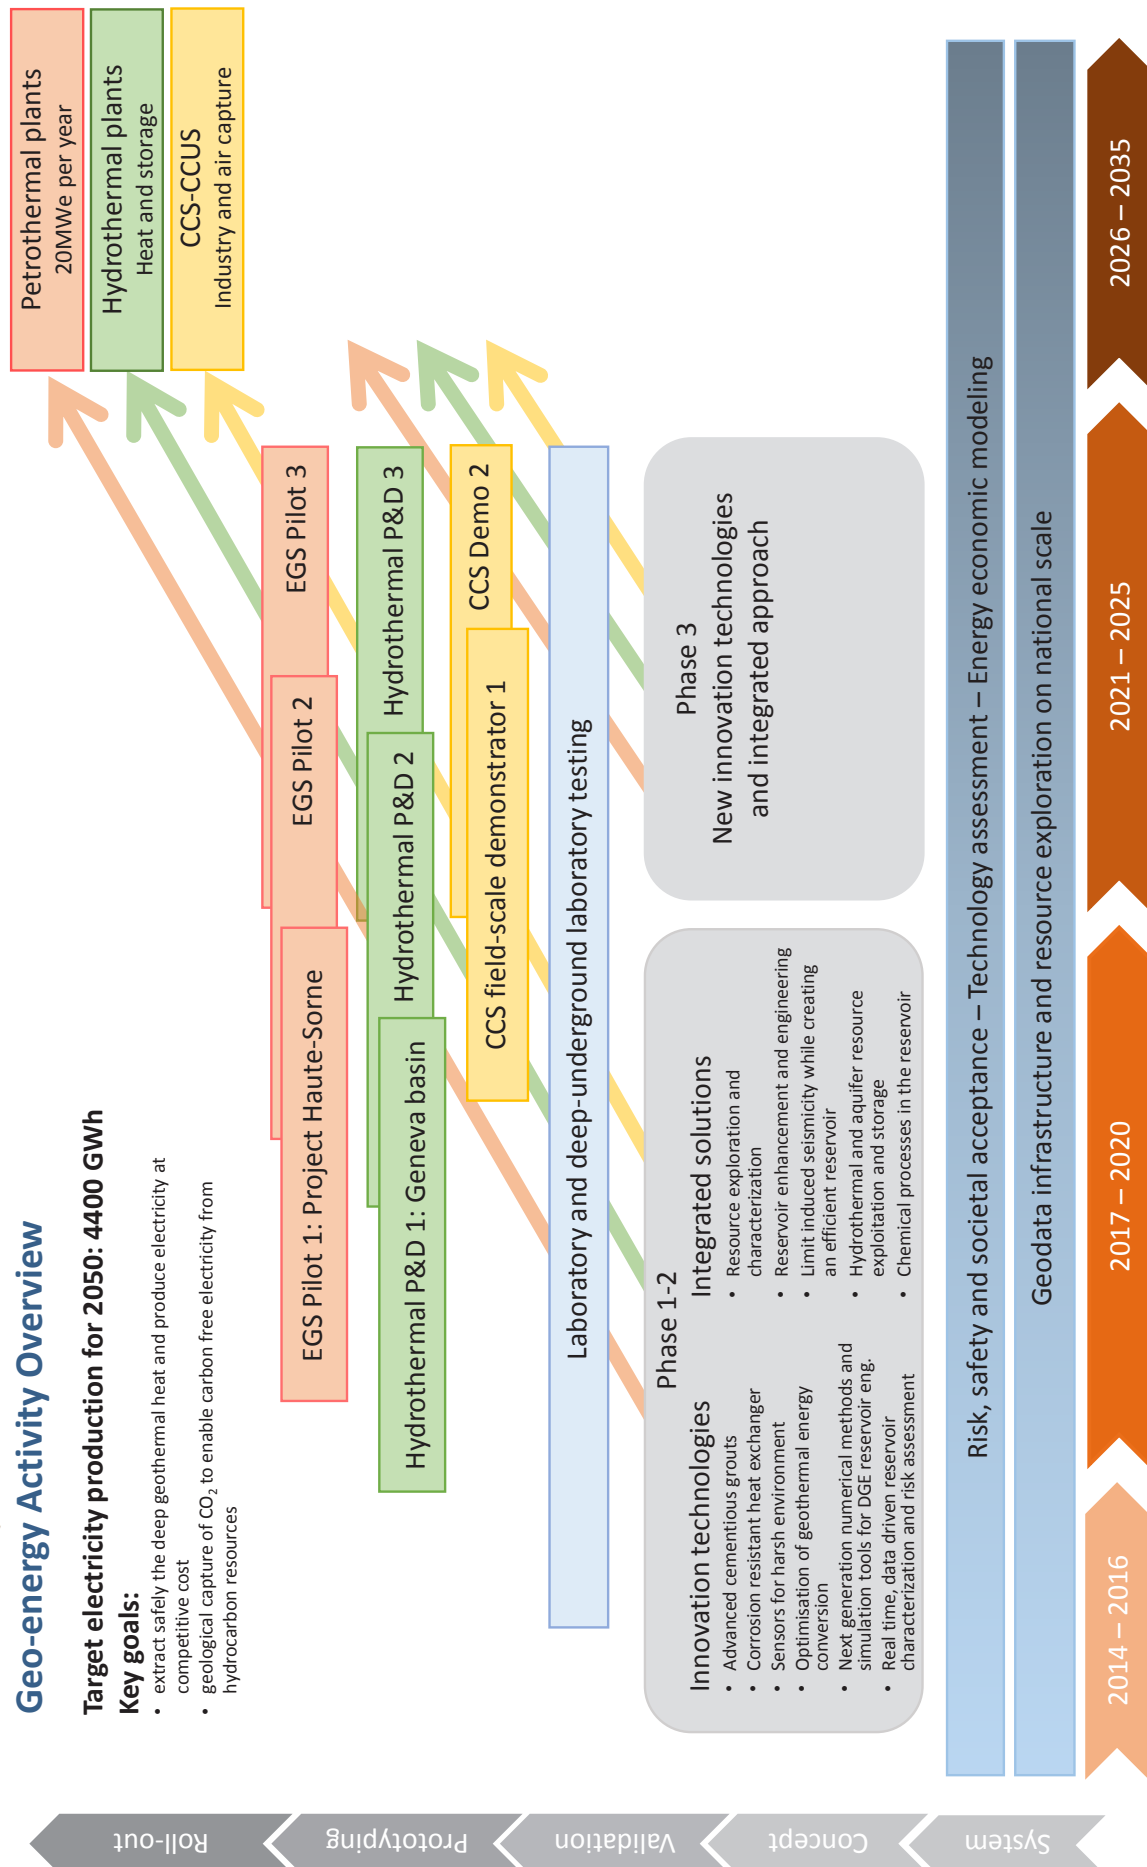 Geo-energy Activity Overview
Target electricity production for 2050: 4400 GWh
Key goals:
• extract safely the deep geothermal heat and produce electricity at
competitive cost
• geological capture of CO₂ to enable carbon free electricity from
hydrocarbon resources
Petrothermal plants
20MWe per year
Hydrothermal plants
Heat and storage
CCS-CCUS
Industry and air capture
EGS Pilot 1: Project Haute-Sorne
EGS Pilot 2
EGS Pilot 3
Hydrothermal P&D 1: Geneva basin
Hydrothermal P&D 2
Hydrothermal P&D 3
CCS field-scale demonstrator 1
CCS Demo 2
Laboratory and deep-underground laboratory testing
Phase 1-2
Innovation technologies
• Advanced cementious grouts
• Corrosion resistant heat exchanger
• Sensors for harsh environment
• Optimisation of geothermal energy
conversion
• Next generation numerical methods and
simulation tools for DGE reservoir eng.
• Real time, data driven reservoir
characterization and risk assessment
Integrated solutions
• Resource exploration and
characterization
• Reservoir enhancement and engineering
• Limit induced seismicity while creating
an efficient reservoir
• Hydrothermal and aquifer resource
exploitation and storage
• Chemical processes in the reservoir
Phase 3
New innovation technologies
and integrated approach
Risk, safety and societal acceptance – Technology assessment – Energy economic modeling
Geodata infrastructure and resource exploration on national scale
2014 – 2016
2017 – 2020
2021 – 2025
2026 – 2035
Roll-out
Prototyping
Validation
Concept
System